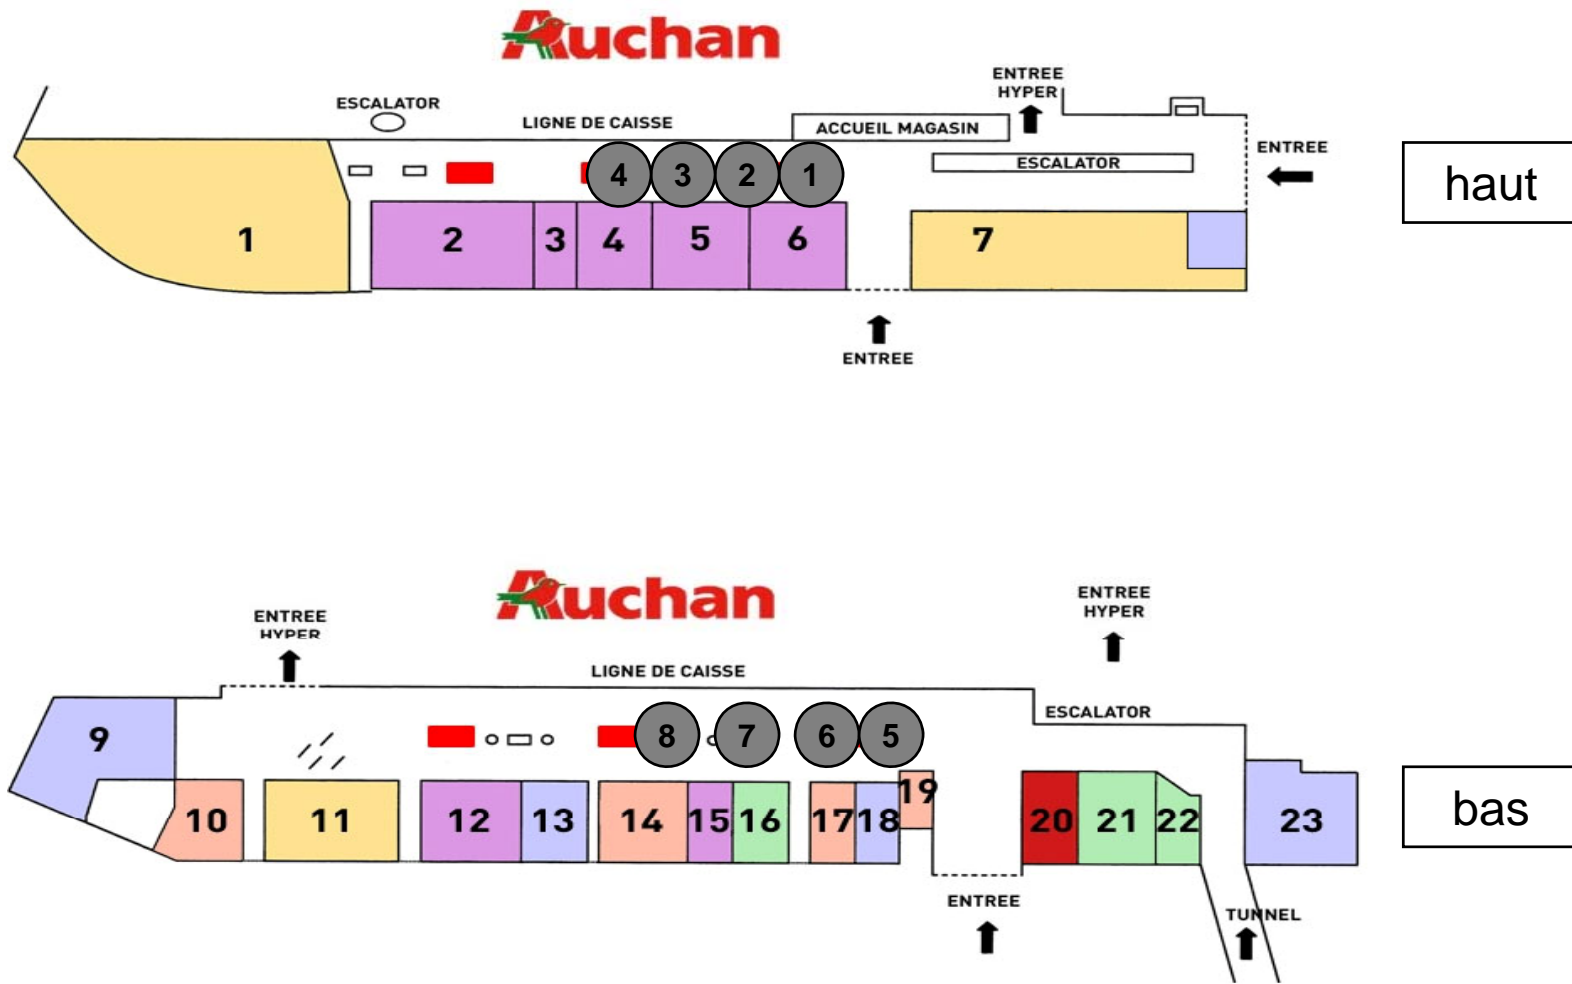 Auchan
ENTREE
HYPER
ESCALATOR
LIGNE DE CAISSE
ACCUEIL MAGASIN
ESCALATOR
ENTREE
haut
4 3 2 1
1 2 3 4 5 6 7
ENTREE
Auchan
ENTREE
HYPER
ENTREE
HYPER
LIGNE DE CAISSE
ESCALATOR
8 7 6 5
9
10 11 12 13 14 15 16 17 18 19 20 21 22 23
bas
ENTREE
TUNNEL